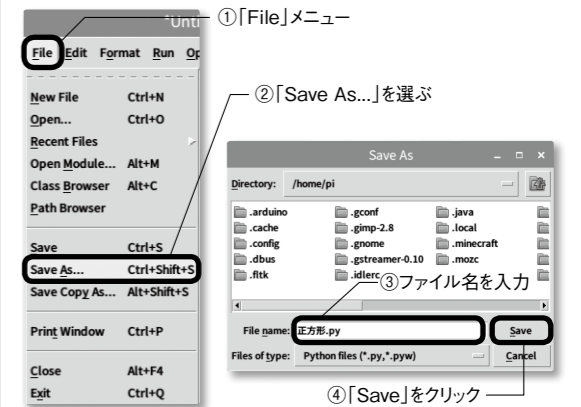 ①「File」メニュー
*Unti
File Edit Format Run Op
New File Ctrl+N
Open... Ctrl+O
Recent Files
Open Module... Alt+M
Class Browser Alt+C
Path Browser
Save Ctrl+S
Save As... Ctrl+Shift+S
Save Copy As... Alt+Shift+S
Print Window Ctrl+P
Close Alt+F4
Exit Ctrl+Q
②「Save As...」を選ぶ
Save As
Directory: /home/pi
.arduino .gconf .java
.cache .gimp-2.8 .local
.config .gnome .minecraft
.dbus .gstreamer-0.10 .mozc
.fltk .idlerc
③ファイル名を入力
File name: 正方形.py Save
Files of type: Python files (*.py,*.pyw) Cancel
④「Save」をクリック